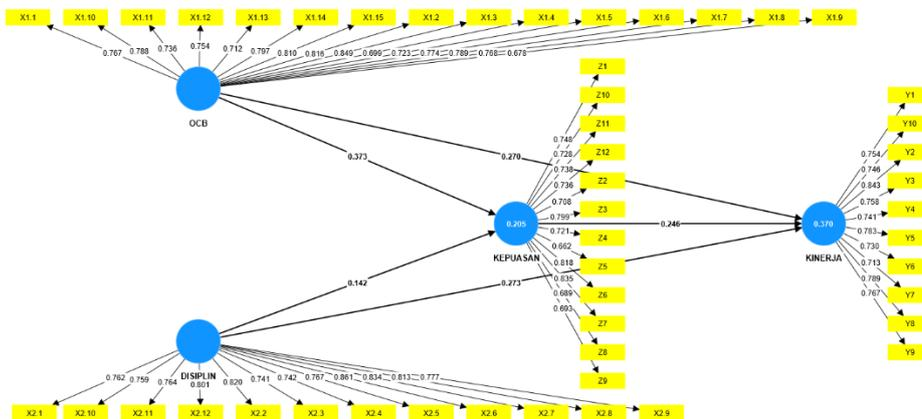 X1.1 X1.10 X1.11 X1.12 X1.13 X1.14 X1.15 X1.2 X1.3 X1.4 X1.5 X1.6 X1.7 X1.8 X1.9
0.767 0.788 0.736 0.754 0.712 0.797 0.810 0.816 0.849 0.699 0.723 0.774 0.789 0.768 0.678
OCB
0.373
0.270
Z1
Z10
Z11
Z12
Z2
Z3
Z4
Z5
Z6
Z7
Z8
Z9
0.748
0.728
0.738
0.736
0.708
0.799
0.721
0.662
0.818
0.835
0.689
0.693
0.205
KEPUASAN
0.246
Y1
Y10
Y2
Y3
Y4
Y5
Y6
Y7
Y8
Y9
0.754
0.746
0.843
0.758
0.741
0.783
0.730
0.713
0.789
0.767
0.370
KINERJA
0.142
0.273
DISIPLIN
0.762 0.759 0.764 0.801 0.820 0.741 0.742 0.767 0.861 0.834 0.813 0.777
X2.1 X2.10 X2.11 X2.12 X2.2 X2.3 X2.4 X2.5 X2.6 X2.7 X2.8 X2.9